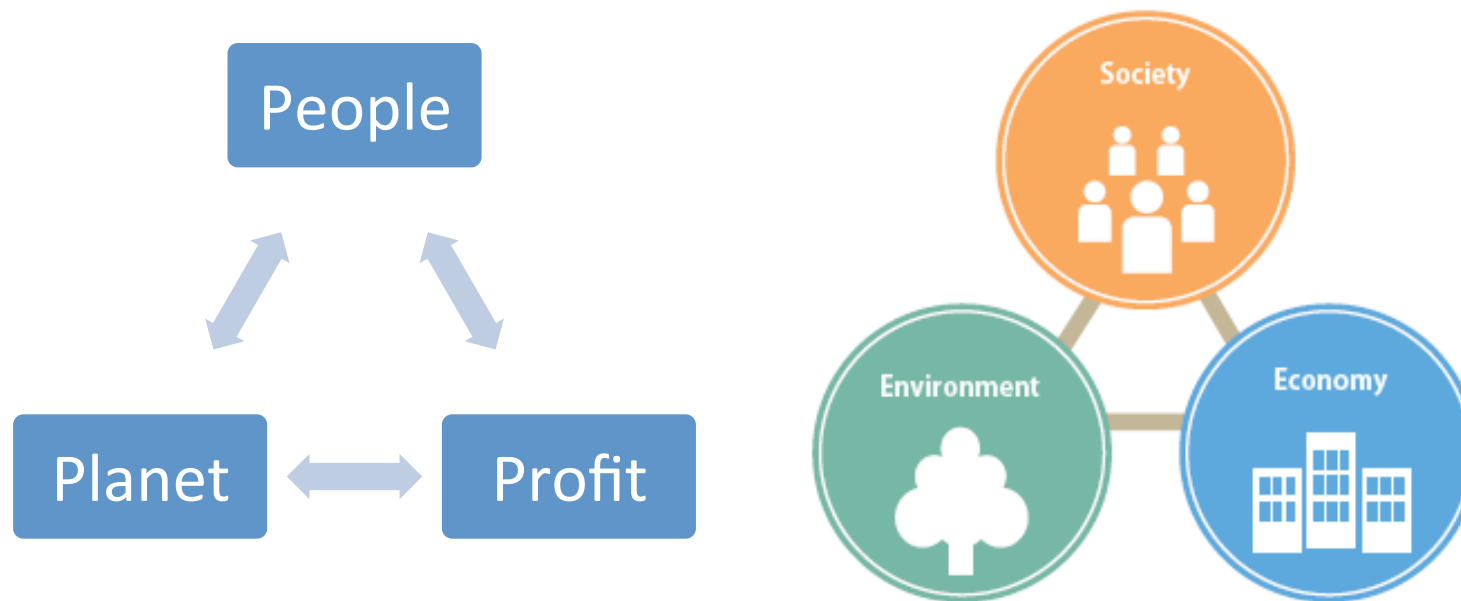 People
Planet
Profit
Society
Environment
Economy